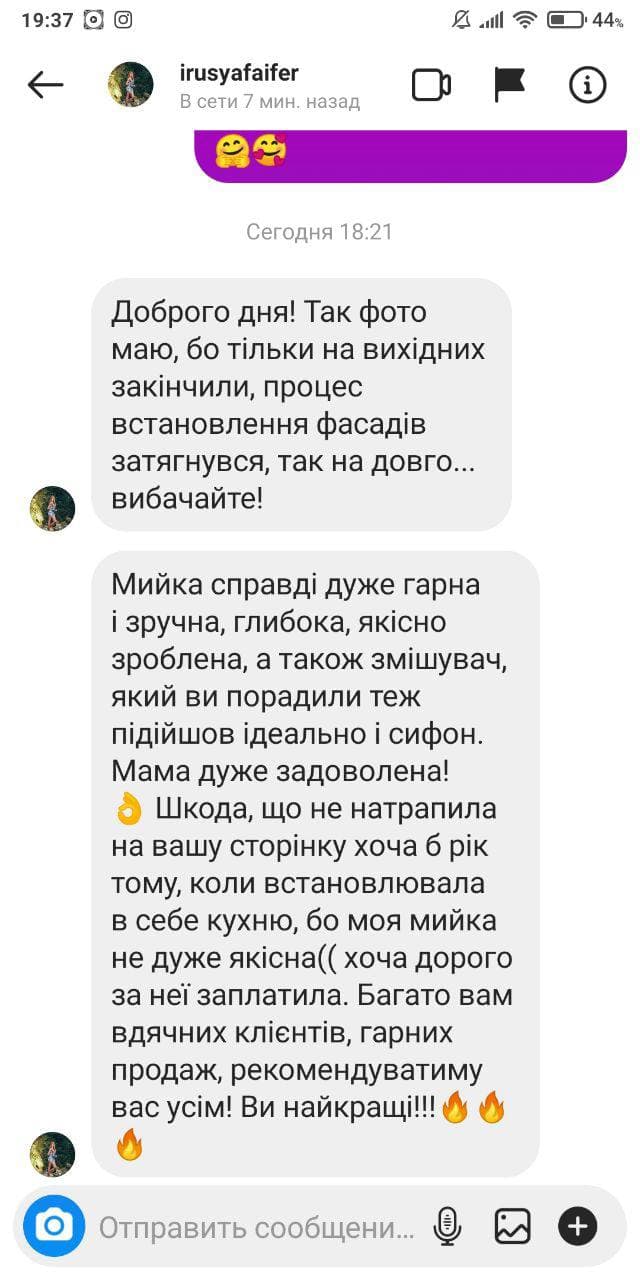 19:37
44%
irusyafaifer
В сети 7 мин. назад
🤗🥰
Сегодня 18:21
Доброго дня! Так фото
маю, бо тільки на вихідних
закінчили, процес
встановлення фасадів
затягнувся, так на довго...
вибачайте!
Мийка справді дуже гарна
і зручна, глибока, якісно
зроблена, а також змішувач,
який ви порадили теж
підійшов ідеально і сифон.
Мама дуже задоволена!
👌 Шкода, що не натрапила
на вашу сторінку хоча б рік
тому, коли встановлювала
в себе кухню, бо моя мийка
не дуже якісна(( хоча дорого
за неї заплатила. Багато вам
вдячних клієнтів, гарних
продаж, рекомендуватиму
вас усім! Ви найкращі!!!🔥🔥
🔥
Отправить сообщени...